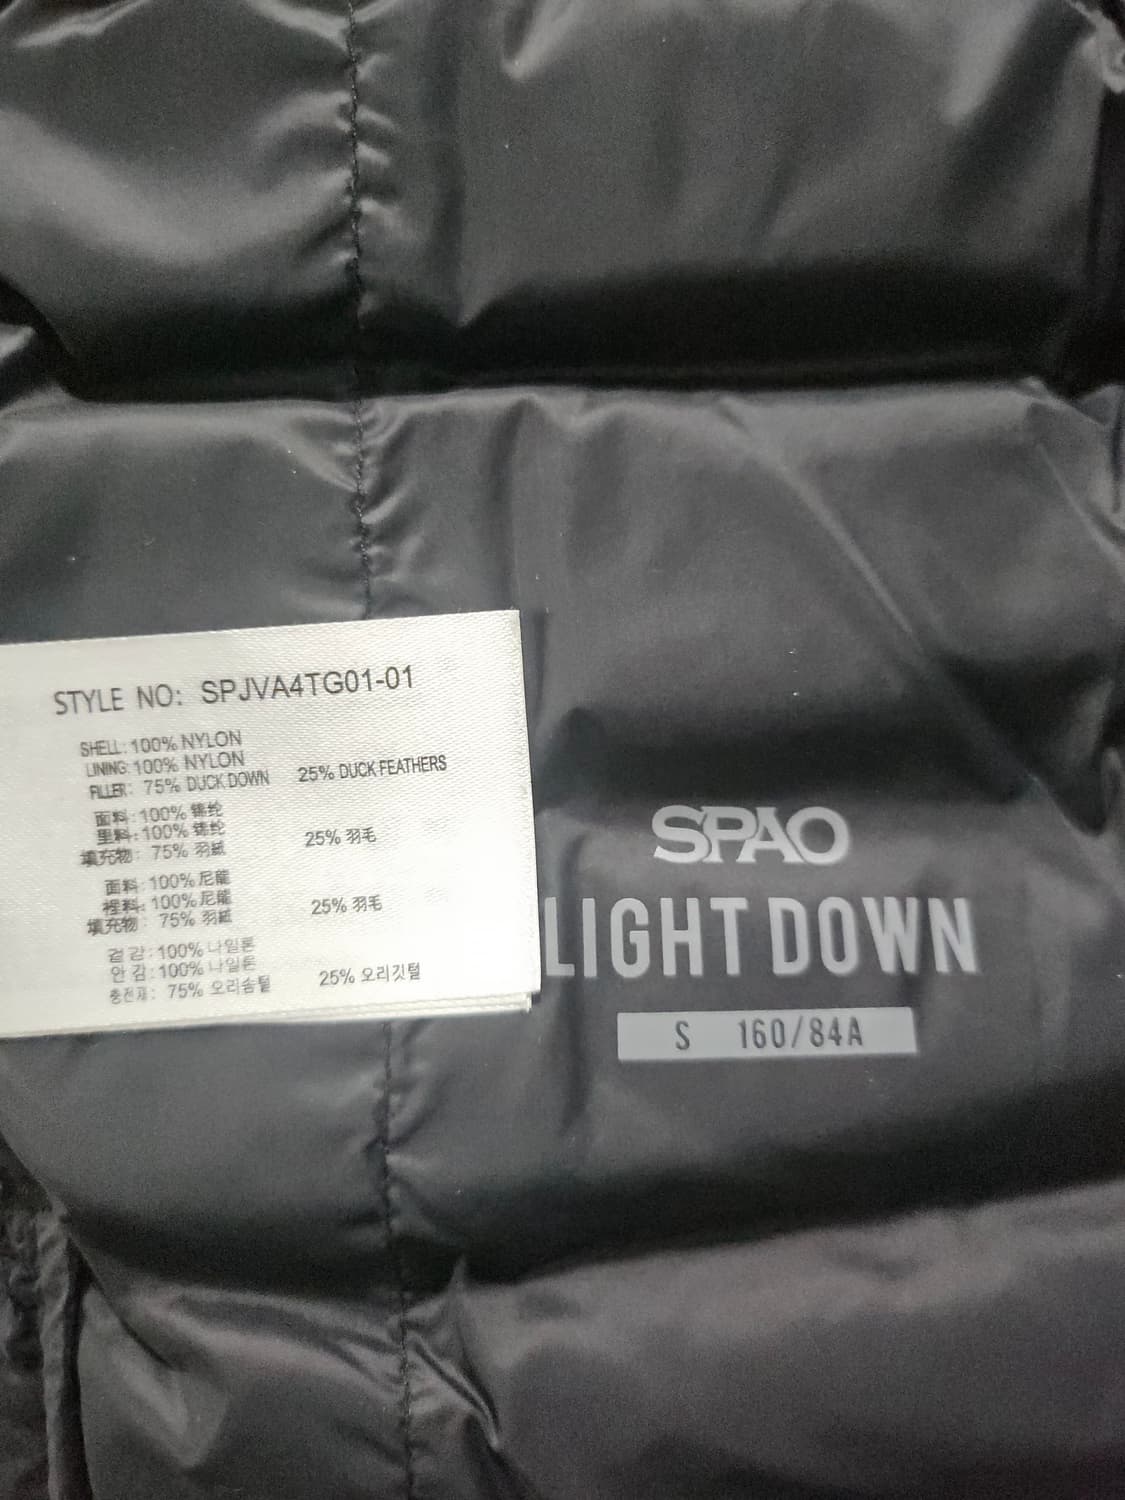 STYLE NO: SPJVA4TG01-01
SHELL: 100% NYLON
LINING: 100% NYLON
FILLER: 75% DUCK DOWN 25% DUCK FEATHERS
面料: 100% 锦纶
里料: 100% 锦纶
填充物: 75% 羽絨 25% 羽毛
面料: 100% 尼龍
裡料: 100% 尼龍
填充物: 75% 羽絨 25% 羽毛
겉 감: 100% 나일론
안 감: 100% 나일론
충전재: 75% 오리솜털 25% 오리깃털
SPAO
LIGHT DOWN
S 160/84A